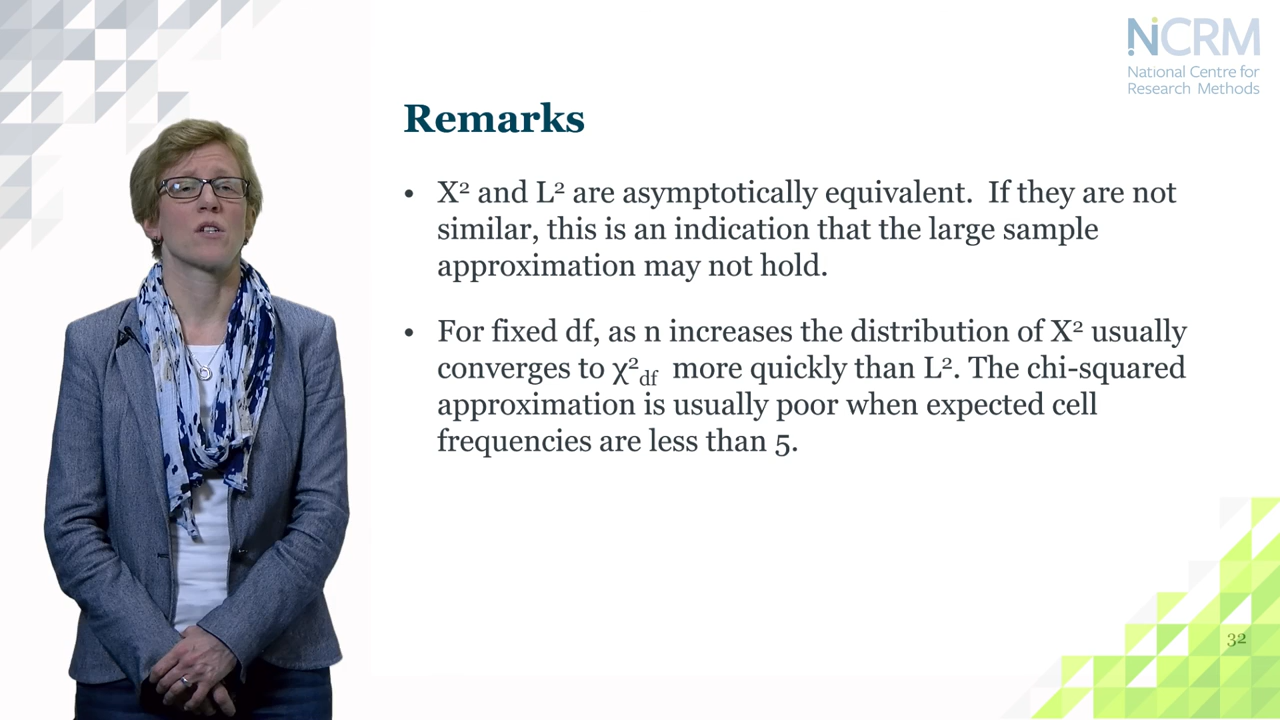 NCRM
National Centre for
Research Methods
Remarks
• X² and L² are asymptotically equivalent.  If they are not
similar, this is an indication that the large sample
approximation may not hold.
• For fixed df, as n increases the distribution of X² usually
converges to χ²df  more quickly than L². The chi-squared
approximation is usually poor when expected cell
frequencies are less than 5.
32